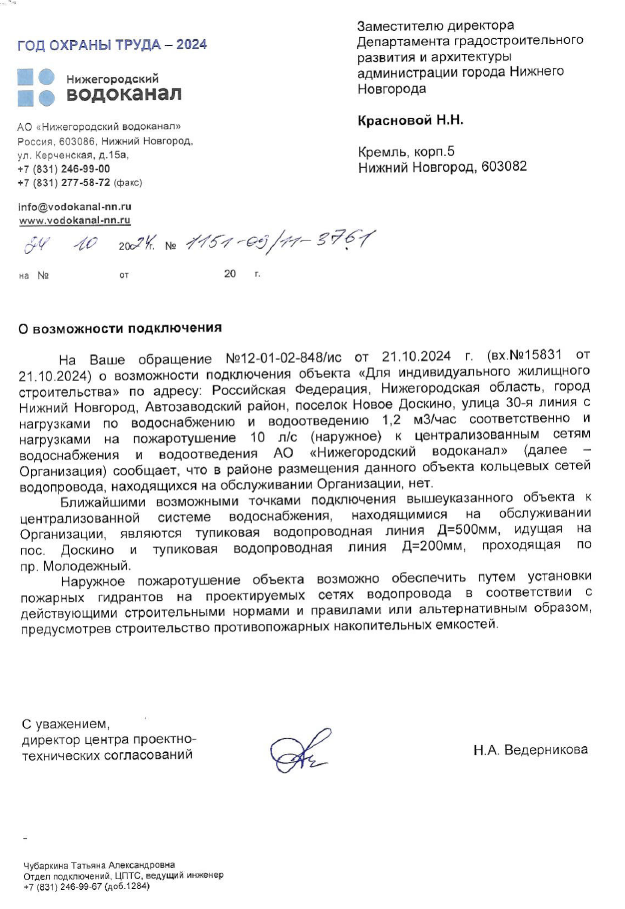 ГОД ОХРАНЫ ТРУДА – 2024
Нижегородский
водоканал
АО «Нижегородский водоканал»
Россия, 603086, Нижний Новгород,
ул. Керченская, д.15а,
+7 (831) 246-99-00
+7 (831) 277-58-72 (факс)
info@vodokanal-nn.ru
www.vodokanal-nn.ru
24 10 2024г. № 1151-09/11-3761
на № от 20 г.
Заместителю директора
Департамента градостроительного
развития и архитектуры
администрации города Нижнего
Новгорода
Красновой Н.Н.
Кремль, корп.5
Нижний Новгород, 603082
О возможности подключения
На Ваше обращение №12-01-02-848/ис от 21.10.2024 г. (вх.№15831 от
21.10.2024) о возможности подключения объекта «Для индивидуального жилищного
строительства» по адресу: Российская Федерация, Нижегородская область, город
Нижний Новгород, Автозаводский район, поселок Новое Доскино, улица 30-я линия с
нагрузками по водоснабжению и водоотведению 1,2 м3/час соответственно и
нагрузки на пожаротушение 10 л/с (наружное) к централизованным сетям
водоснабжения и водоотведения АО «Нижегородский водоканал» (далее –
Организация) сообщает, что в районе размещения данного объекта кольцевых сетей
водопровода, находящихся на обслуживании Организации, нет.
Ближайшими возможными точками подключения вышеуказанного объекта к
централизованной системе водоснабжения, находящимися на обслуживании
Организации, являются тупиковая водопроводная линия Д=500мм, идущая на
пос. Доскино и тупиковая водопроводная линия Д=200мм, проходящая по
пр. Молодежный.
Наружное пожаротушение объекта возможно обеспечить путем установки
пожарных гидрантов на проектируемых сетях водопровода в соответствии с
действующими строительными нормами и правилами или альтернативным образом,
предусмотрев строительство противопожарных накопительных емкостей.
С уважением,
директор центра проектно-
технических согласований
Н.А. Ведерникова
Чубаркина Татьяна Александровна
Отдел подключений, ЦПТС, ведущий инженер
+7 (831) 246-99-67 (доб.1284)